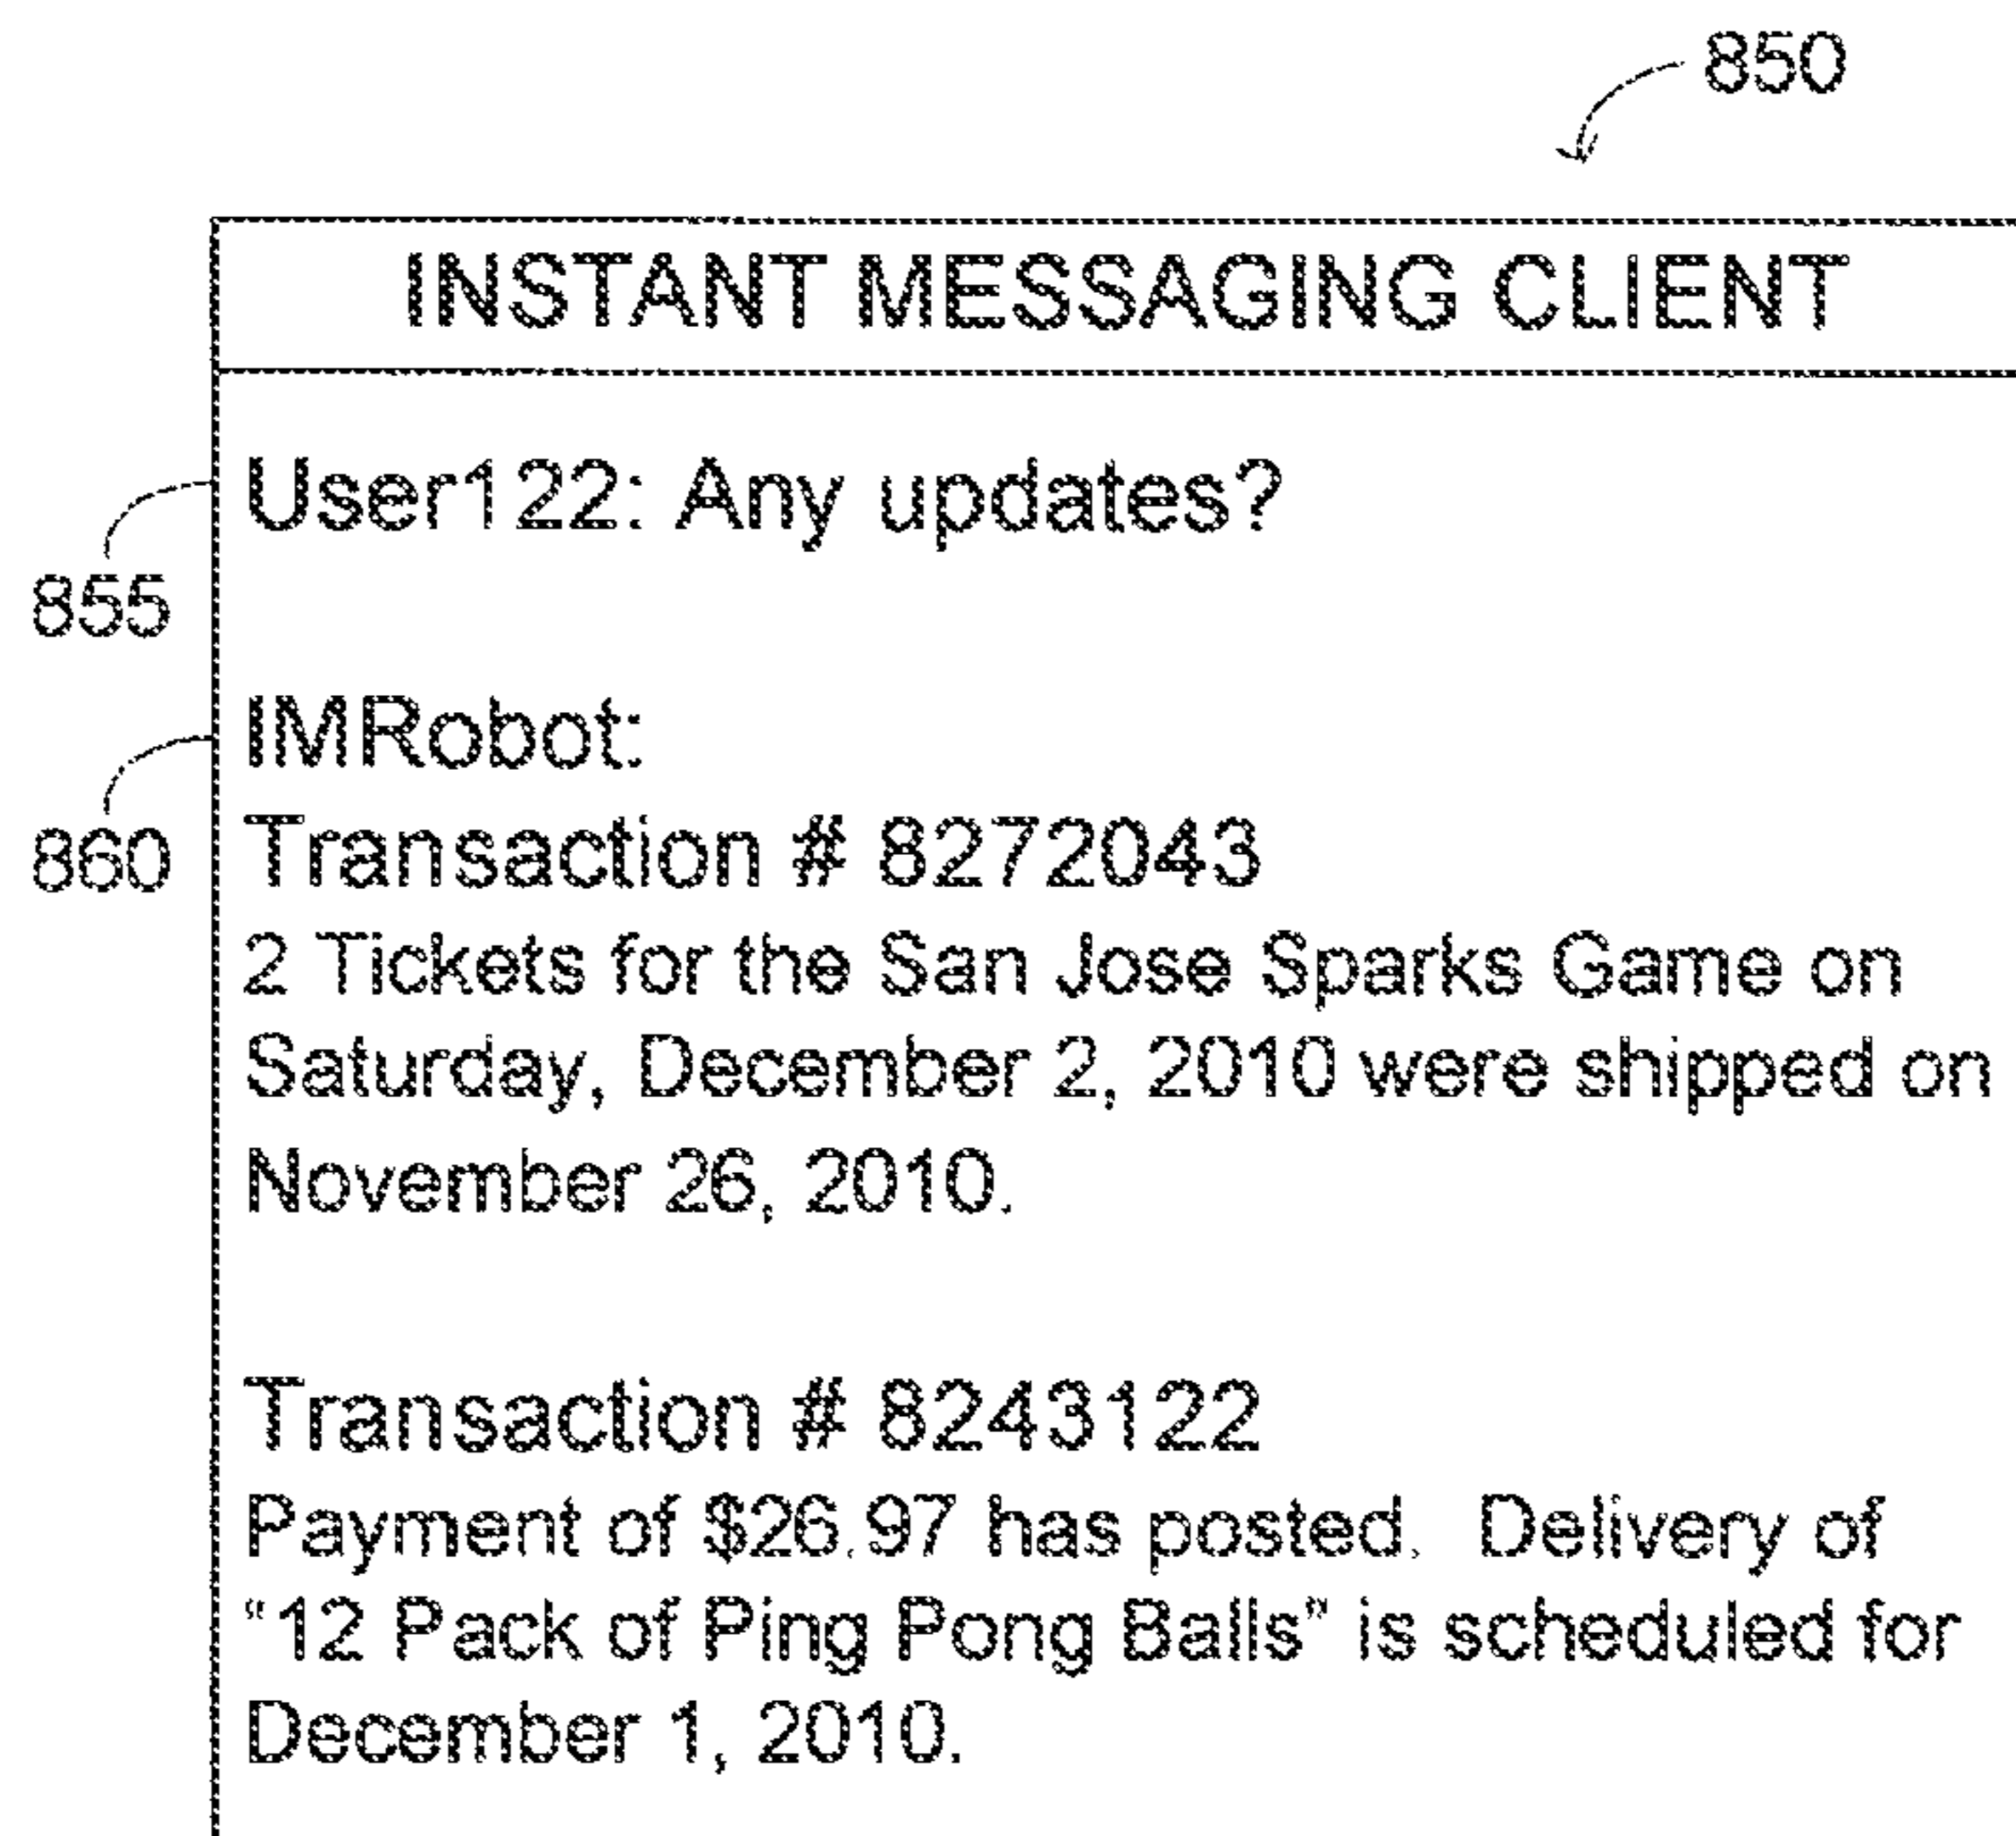 850
INSTANT MESSAGING CLIENT
User122: Any updates?
855
IMRobot:
860
Transaction # 8272043
2 Tickets for the San Jose Sparks Game on
Saturday, December 2, 2010 were shipped on
November 26, 2010.
Transaction # 8243122
Payment of $26.97 has posted. Delivery of
“12 Pack of Ping Pong Balls” is scheduled for
December 1, 2010.